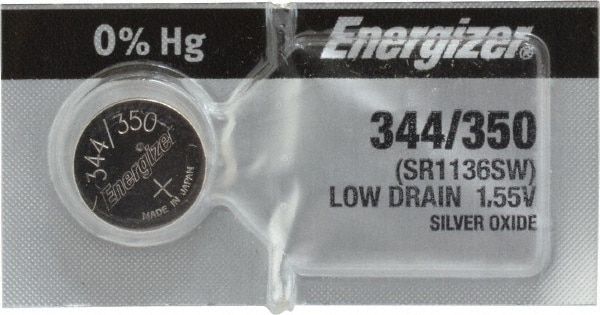 0% Hg
Energizer®
344/350
Energizer
+
MADE IN JAPAN
344/350
(SR1136SW)
LOW DRAIN 1.55V
SILVER OXIDE